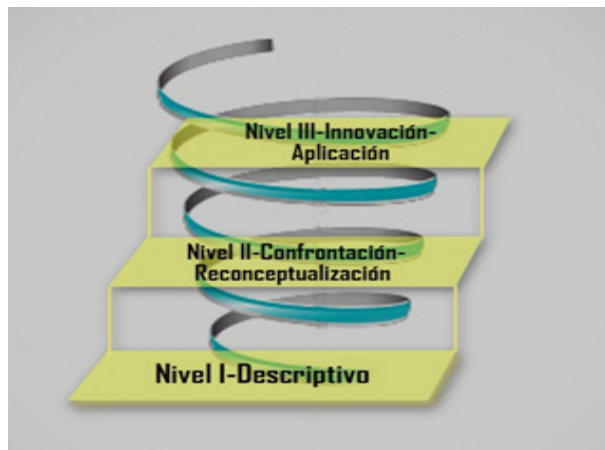 Nivel III-Innovación-
Aplicación
Nivel II-Confrontación-
Reconceptualización
Nivel I-Descriptivo